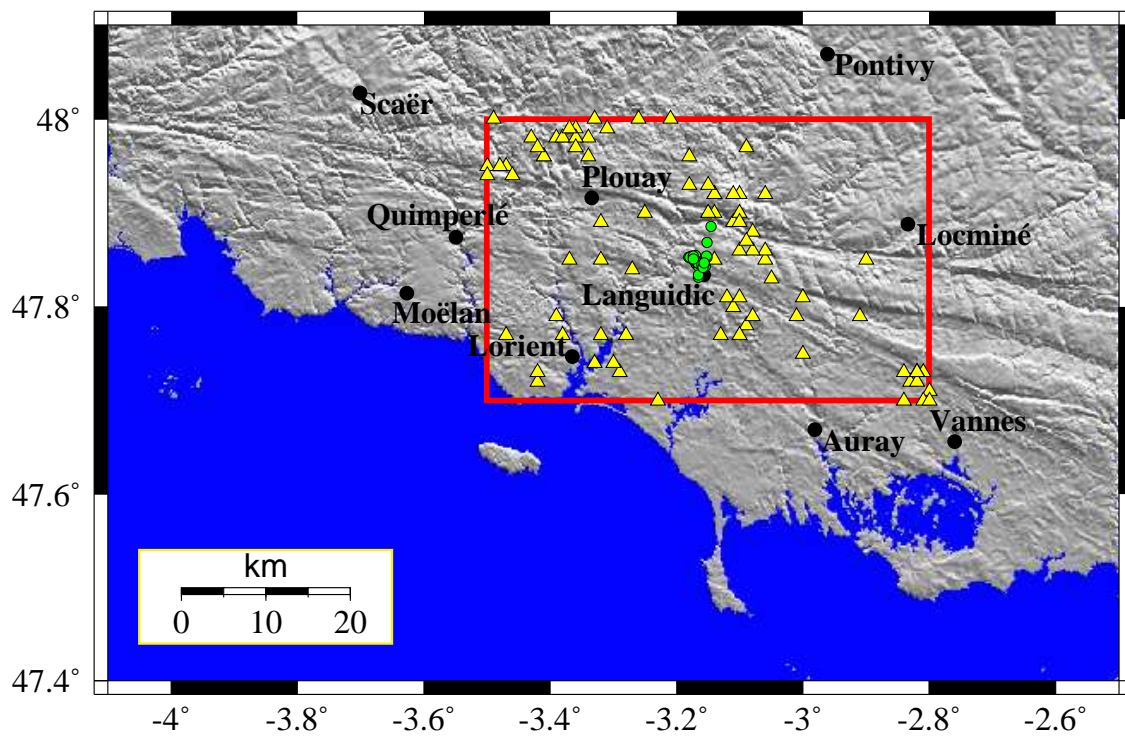 Pontivy
Scaër
48˚
Plouay
Quimperlé
Locminé
Languidic
47.8˚
Moëlan
Lorient
Vannes
Auray
47.6˚
km
0 10 20
47.4˚
-4˚ -3.8˚ -3.6˚ -3.4˚ -3.2˚ -3˚ -2.8˚ -2.6˚